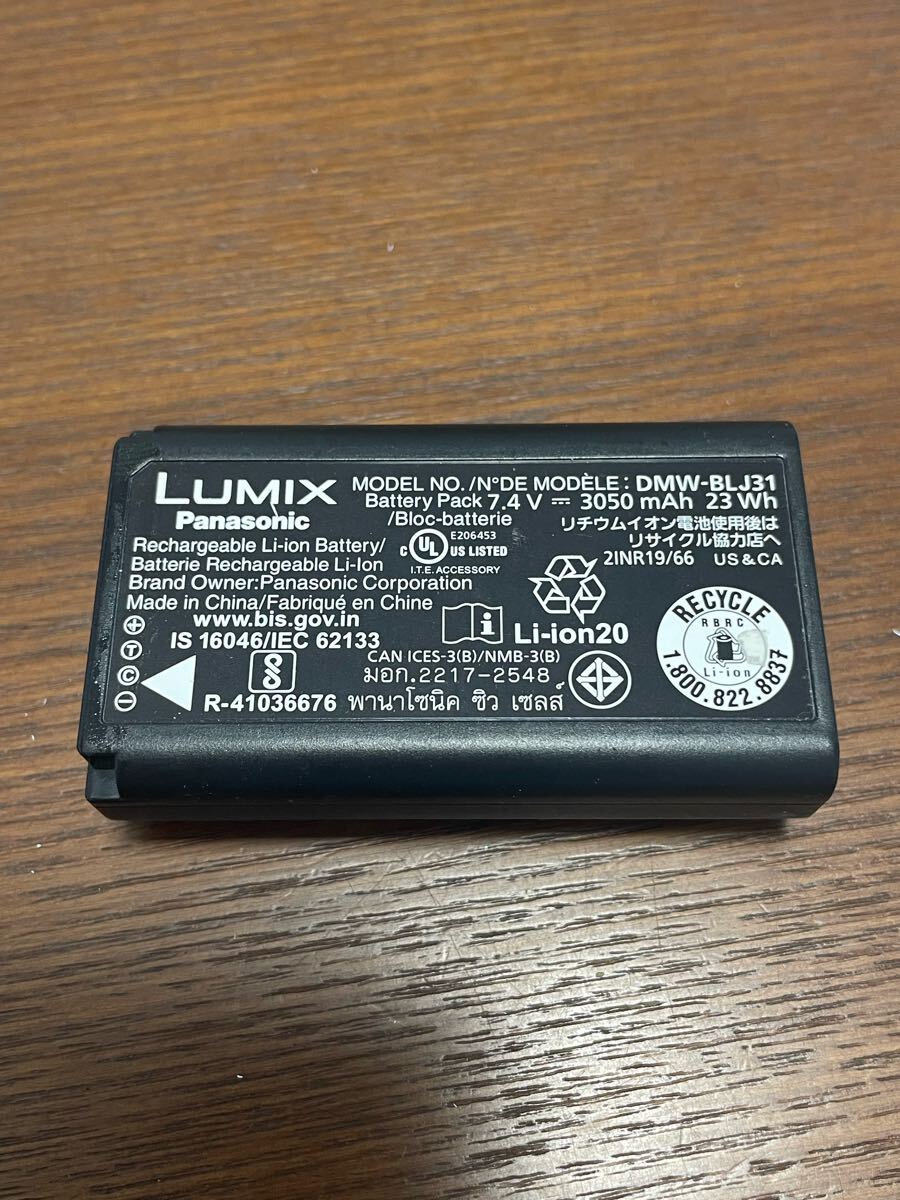 LUMIX
Panasonic
MODEL NO./N°DE MODÈLE: DMW-BLJ31
Battery Pack 7.4 V ⎓ 3050 mAh 23 Wh
/Bloc-batterie
リチウムイオン電池使用後は
リサイクル協力店へ
Rechargeable Li-ion Battery/
Batterie Rechargeable Li-Ion
Brand Owner:Panasonic Corporation
Made in China/Fabriqué en Chine
www.bis.gov.in
IS 16046/IEC 62133
R-41036676
E206453
C UL US LISTED
I.T.E. ACCESSORY
2INR19/66 US & CA
Li-ion20
CAN ICES-3(B)/NMB-3(B)
มอก.2217-2548
พานาโซนิค ซิว เซลส์
RECYCLE
RBRC
Li-ion
1.800.822.8837
+
T
C
-